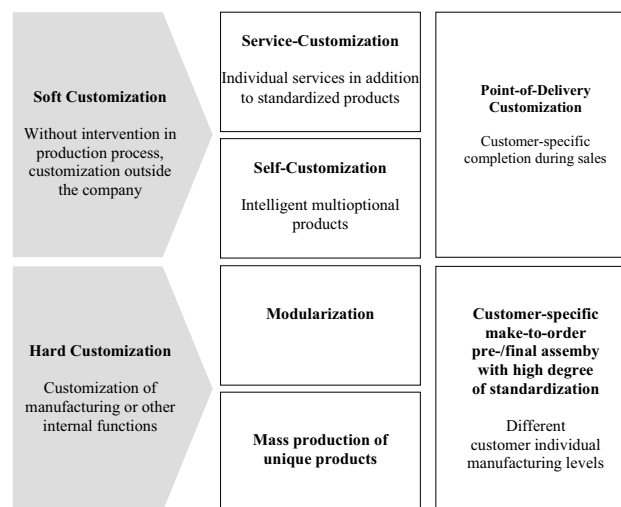 Soft Customization
Without intervention in
production process,
customization outside
the company
Service-Customization
Individual services in addition
to standardized products
Self-Customization
Intelligent multioptional
products
Point-of-Delivery
Customization
Customer-specific
completion during sales
Hard Customization
Customization of
manufacturing or other
internal functions
Modularization
Mass production of
unique products
Customer-specific
make-to-order
pre-/final assemby
with high degree
of standardization
Different
customer individual
manufacturing levels